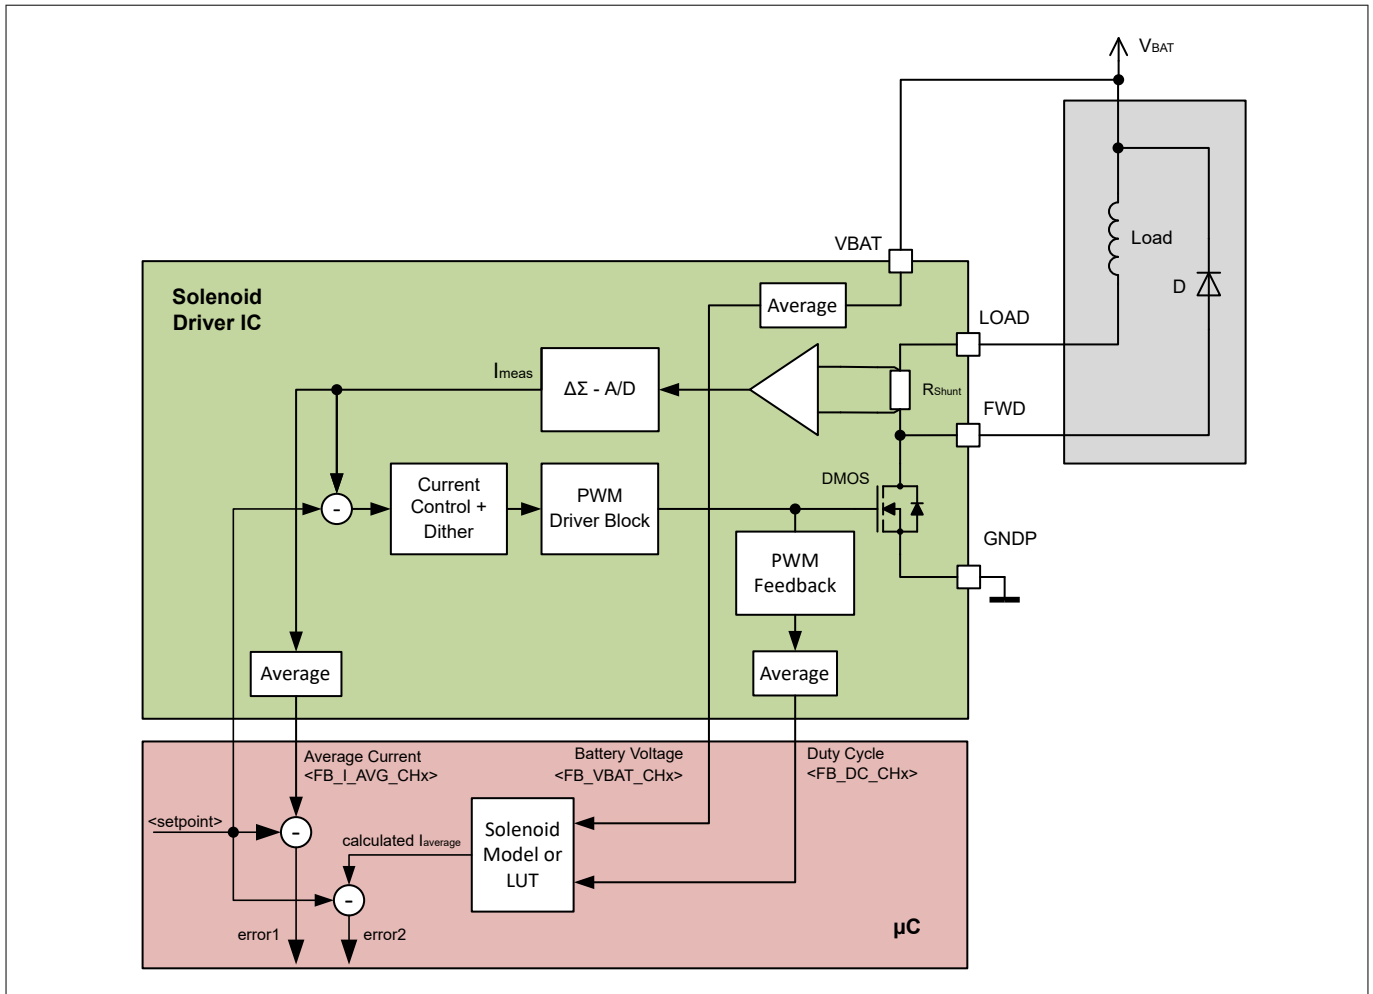 VBAT
VBAT
Load
D
Solenoid
Driver IC
Average
LOAD
Imeas
ΔΣ - A/D
RShunt
FWD
Current
Control +
Dither
PWM
Driver Block
DMOS
-
GNDP
PWM
Feedback
Average
Average
Average Current
<FB_I_AVG_CHx>
Battery Voltage
<FB_VBAT_CHx>
Duty Cycle
<FB_DC_CHx>
<setpoint>
-
calculated Iaverage
Solenoid
Model or
LUT
-
error1
error2
µC